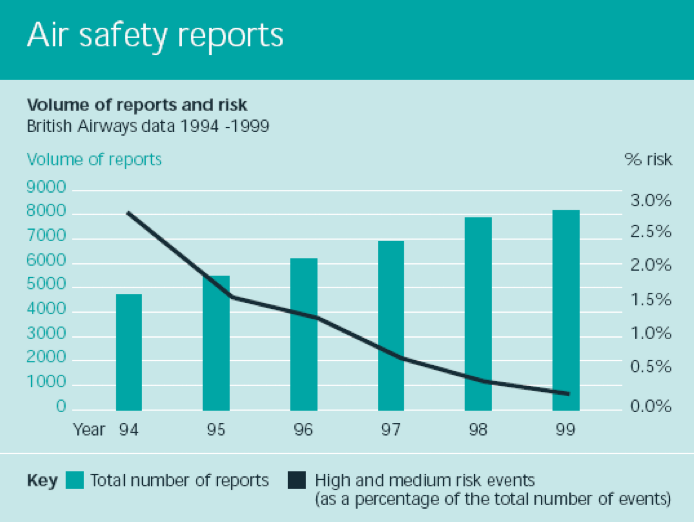 Air safety reports
Volume of reports and risk
British Airways data 1994 -1999
Volume of reports
% risk
9000
8000
7000
6000
5000
4000
3000
2000
1000
0
3.0%
2.5%
2.0%
1.5%
1.0%
0.5%
0.0%
Year 94 95 96 97 98 99
Key Total number of reports High and medium risk events
(as a percentage of the total number of events)